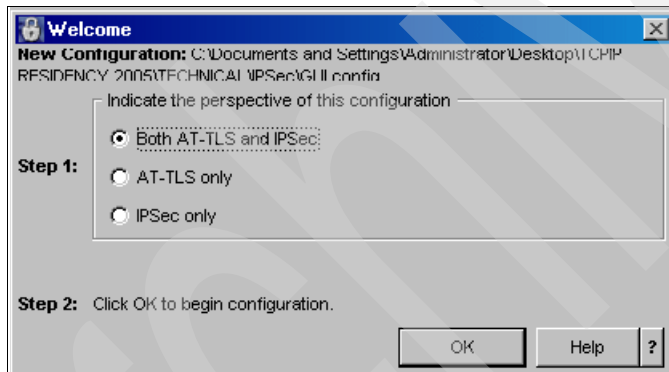 Welcome
New Configuration: C:\Documents and Settings\Administrator\Desktop\TCPIP
RESIDENCY 2005\TECHNICAL\IPSec\GUI config
Indicate the perspective of this configuration
Step 1:
Both AT-TLS and IPSec
AT-TLS only
IPSec only
Step 2: Click OK to begin configuration.
OK
Help
?